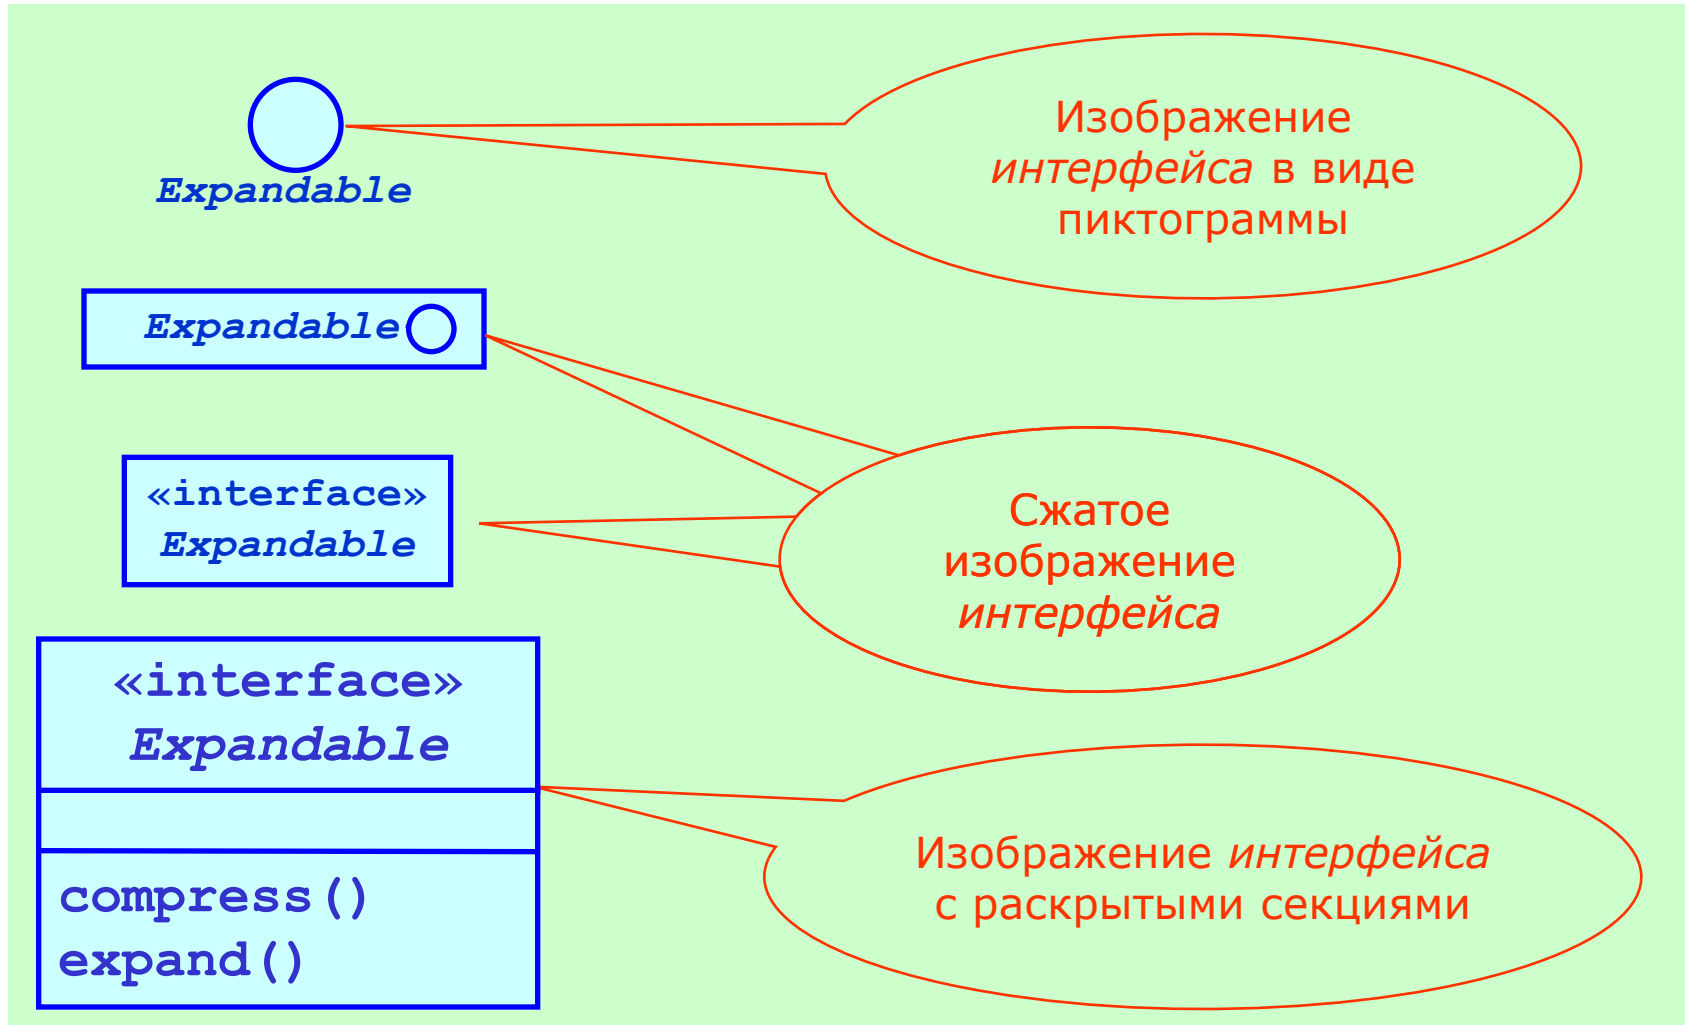 Expandable
Изображение
интерфейса в виде
пиктограммы
Expandable
«interface»
Expandable
Сжатое
изображение
интерфейса
«interface»
Expandable
compress()
expand()
Изображение интерфейса
с раскрытыми секциями